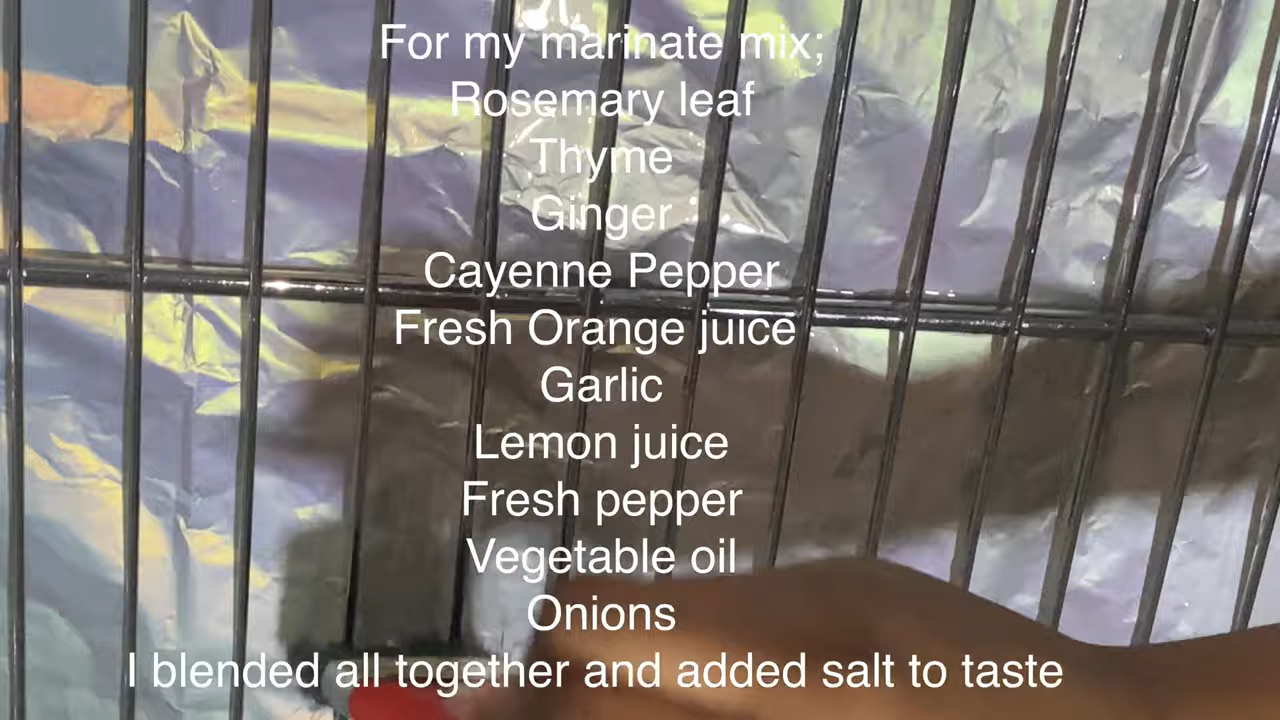 For my marinate mix;
Rosemary leaf
Thyme
Ginger
Cayenne Pepper
Fresh Orange juice
Garlic
Lemon juice
Fresh pepper
Vegetable oil
Onions
I blended all together and added salt to taste